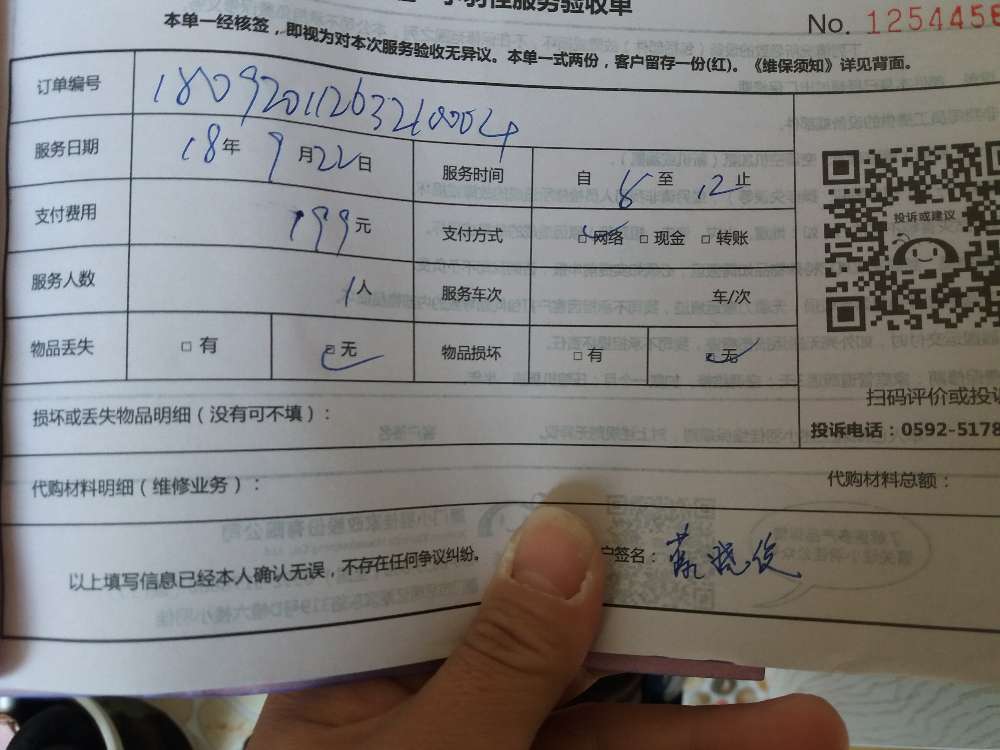 服务验收单
No. 1254456
本单一经核签，即视为对本次服务验收无异议。本单一式两份，客户留存一份(红)。《维保须知》详见背面。
订单编号 18092011263210004
服务日期 18年 9月22日 服务时间 自 8 至 12 止
支付费用 199元 支付方式 □网络 □现金 □转账
服务人数 1人 服务车次 车/次
物品丢失 □有 □无 物品损坏 □有 □无
投诉或建议
扫码评价或投诉
投诉电话：0592-5178
损坏或丢失物品明细（没有可不填）：
代购材料明细（维修业务）： 代购材料总额：
以上填写信息已经本人确认无误，不存在任何争议纠纷。 户签名：